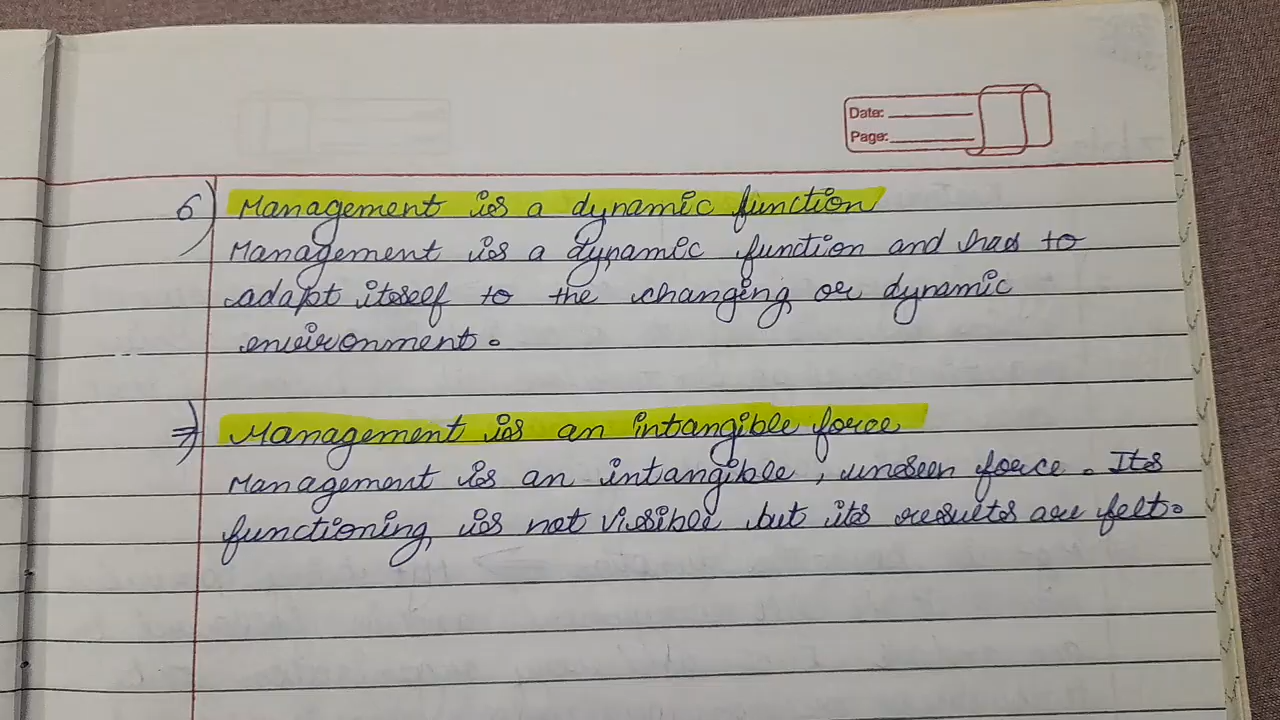 Date:
Page:
6) Management is a dynamic function
Management is a dynamic function and has to
adapt itself to the changing or dynamic
environment.
7) Management is an intangible force
Management is an intangible, unseen force. Its
functioning is not visible but its results are felt.